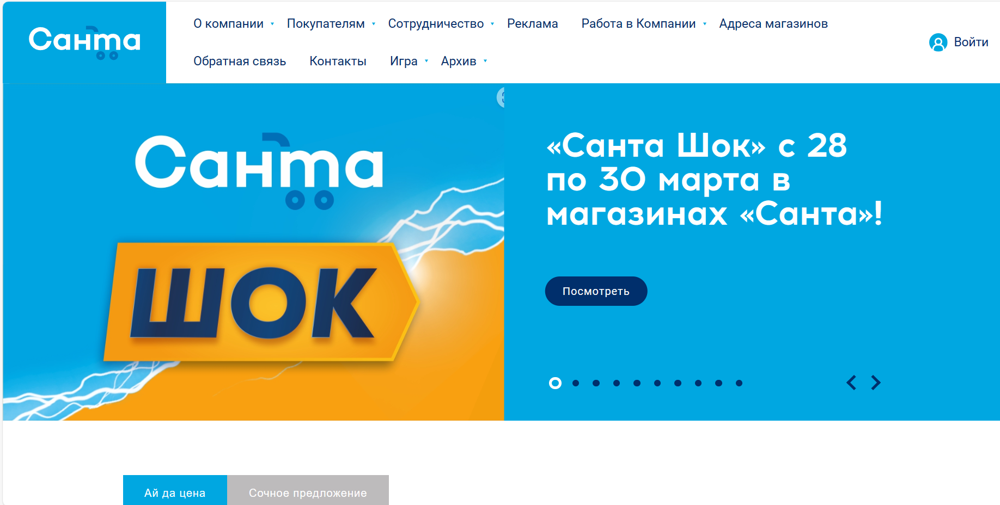 Санта
О компании Покупателям Сотрудничество Реклама Работа в Компании Адреса магазинов
Войти
Обратная связь Контакты Игра Архив
Санта
ШОК
«Санта Шок» с 28
по 30 марта в
магазинах «Санта»!
Посмотреть
Ай да цена Сочное предложение